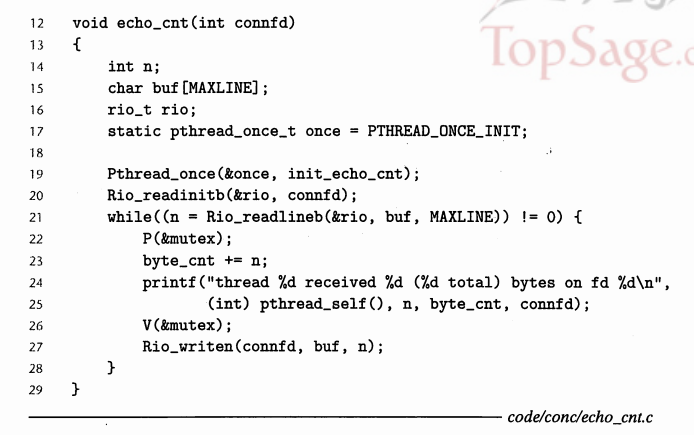 TopSage.c
12 void echo_cnt(int connfd)
13 {
14     int n;
15     char buf[MAXLINE];
16     rio_t rio;
17     static pthread_once_t once = PTHREAD_ONCE_INIT;
18
19     Pthread_once(&once, init_echo_cnt);
20     Rio_readinitb(&rio, connfd);
21     while((n = Rio_readlineb(&rio, buf, MAXLINE)) != 0) {
22         P(&mutex);
23         byte_cnt += n;
24         printf("thread %d received %d (%d total) bytes on fd %d\n",
25                (int) pthread_self(), n, byte_cnt, connfd);
26         V(&mutex);
27         Rio_writen(connfd, buf, n);
28     }
29 }
code/conc/echo_cnt.c